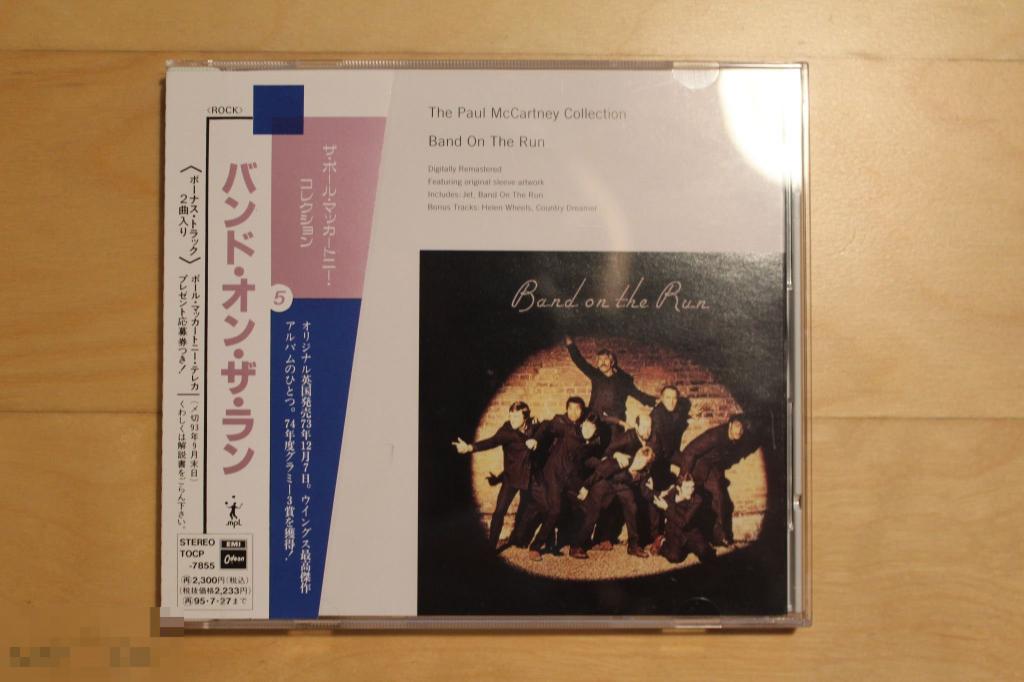 〈ROCK〉
バンド・オン・ザ・ラン
〈ボーナス・トラック2曲入り〉
ポール・マッカートニー・テレカ
プレゼント応募券つき!
(〆切93年9月末日)
くわしくは解説書をごらん下さい。
mpl
STEREO
TOCP
-7855
EMI
Odeon
再2,300円(税込)
(税抜価格2,233円)
再95・7・27まで
ザ・ポール・マッカートニー・
コレクション
5
オリジナル英国発売73年12月7日。ウイングス最高傑作
アルバムのひとつ。74年度グラミー3賞を獲得!
The Paul McCartney Collection
Band On The Run
Digitally Remastered
Featuring original sleeve artwork
Includes: Jet, Band On The Run
Bonus Tracks: Helen Wheels, Country Dreamer
Band on the Run